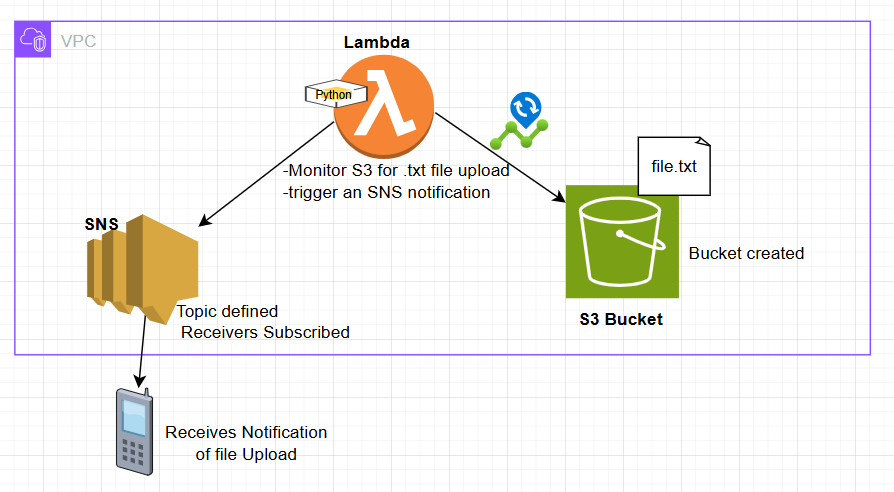 VPC
Lambda
Python
-Monitor S3 for .txt file upload
-trigger an SNS notification
file.txt
SNS
Bucket created
Topic defined
Receivers Subscribed
S3 Bucket
Receives Notification
of file Upload